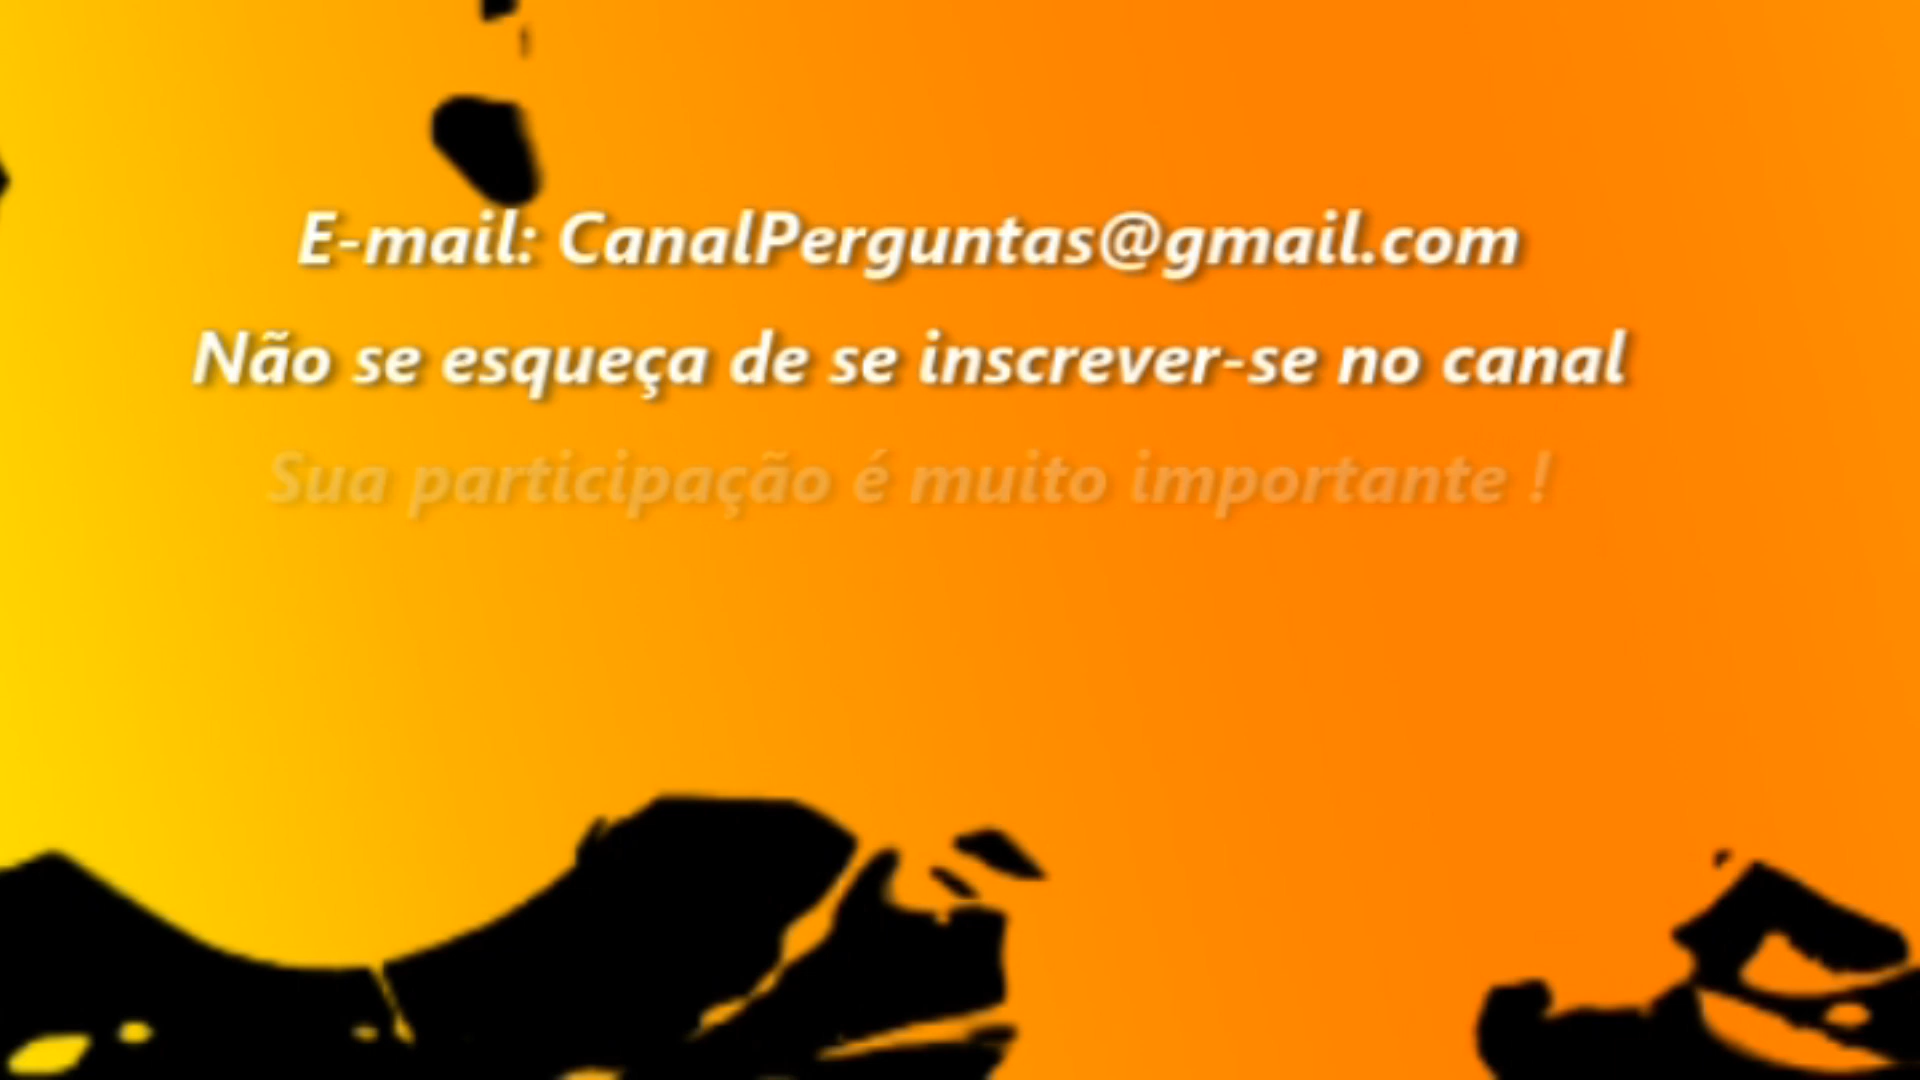 E-mail: CanalPerguntas@gmail.com
Não se esqueça de se inscrever-se no canal
Sua participação é muito importante !